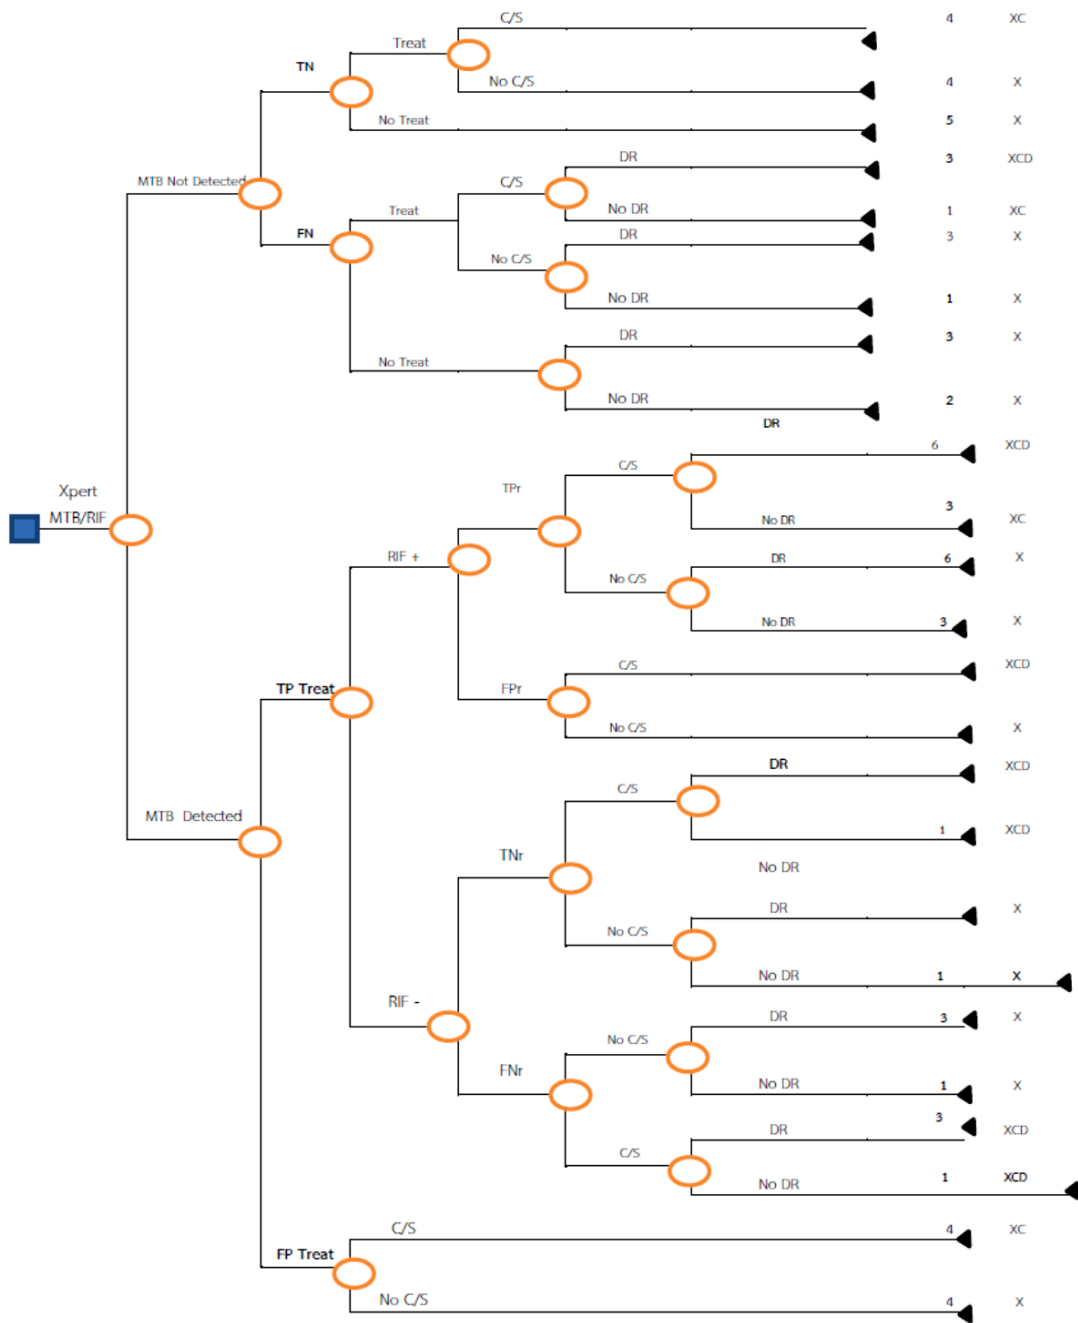 C/S 4 XC
Treat
TN
No C/S 4 X
No Treat 5 X
DR 3 XCD
MTB Not Detected C/S
Treat No DR 1 XC
FN DR 3 X
No C/S
No DR 1 X
DR 3 X
No Treat
No DR 2 X
DR
6 XCD
C/S
TPr
Xpert
MTB/RIF
3
No DR XC
RIF + DR 6 X
No C/S
No DR 3 X
C/S XCD
TP Treat FPr
No C/S X
DR XCD
C/S
MTB Detected
1 XCD
TNr
No DR
DR X
No C/S
No DR 1 X
RIF -
DR 3 X
No C/S
FNr
No DR 1 X
3
DR XCD
C/S
No DR 1 XCD
C/S 4 XC
FP Treat
No C/S 4 X